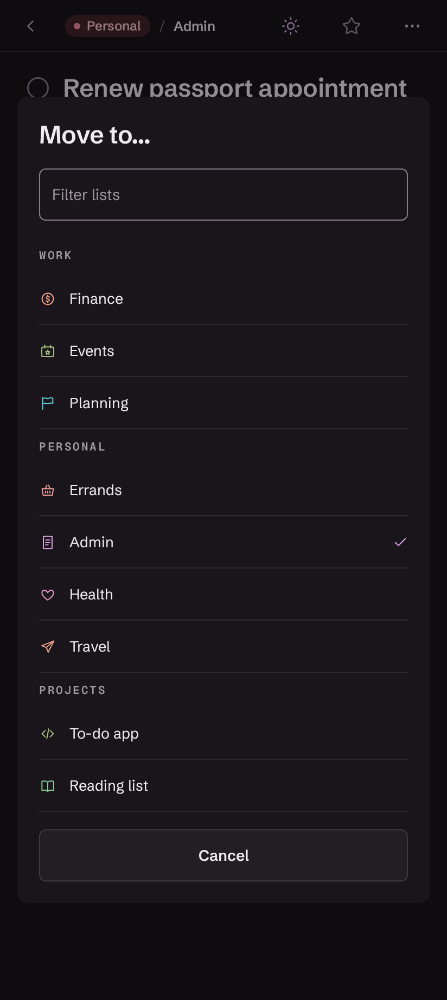 Personal / Admin
Renew passport appointment
Move to...
Filter lists
WORK
Finance
Events
Planning
PERSONAL
Errands
Admin
Health
Travel
PROJECTS
To-do app
Reading list
Cancel